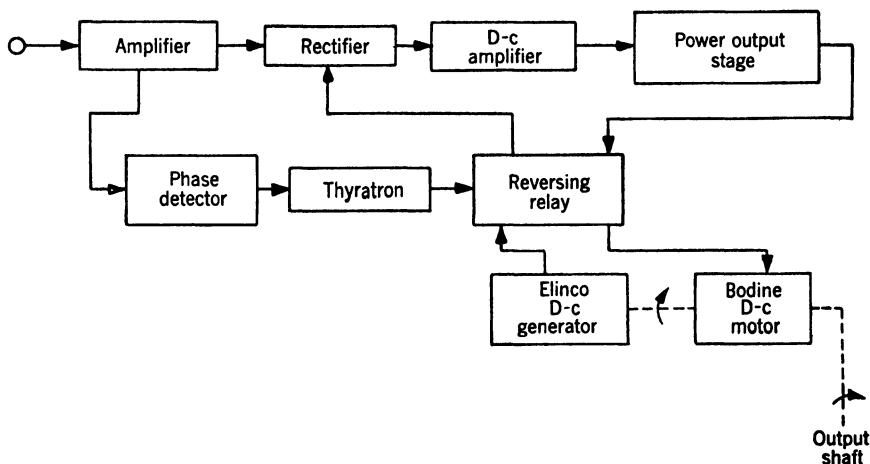 Amplifier
Rectifier
D-c
amplifier
Power output
stage
Phase
detector
Thyratron
Reversing
relay
Elinco
D-c
generator
Bodine
D-c
motor
Output
shaft